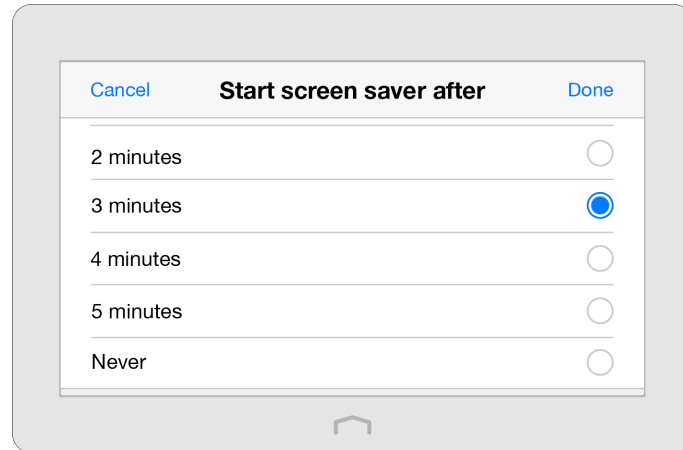 Cancel Start screen saver after Done
2 minutes
3 minutes
4 minutes
5 minutes
Never